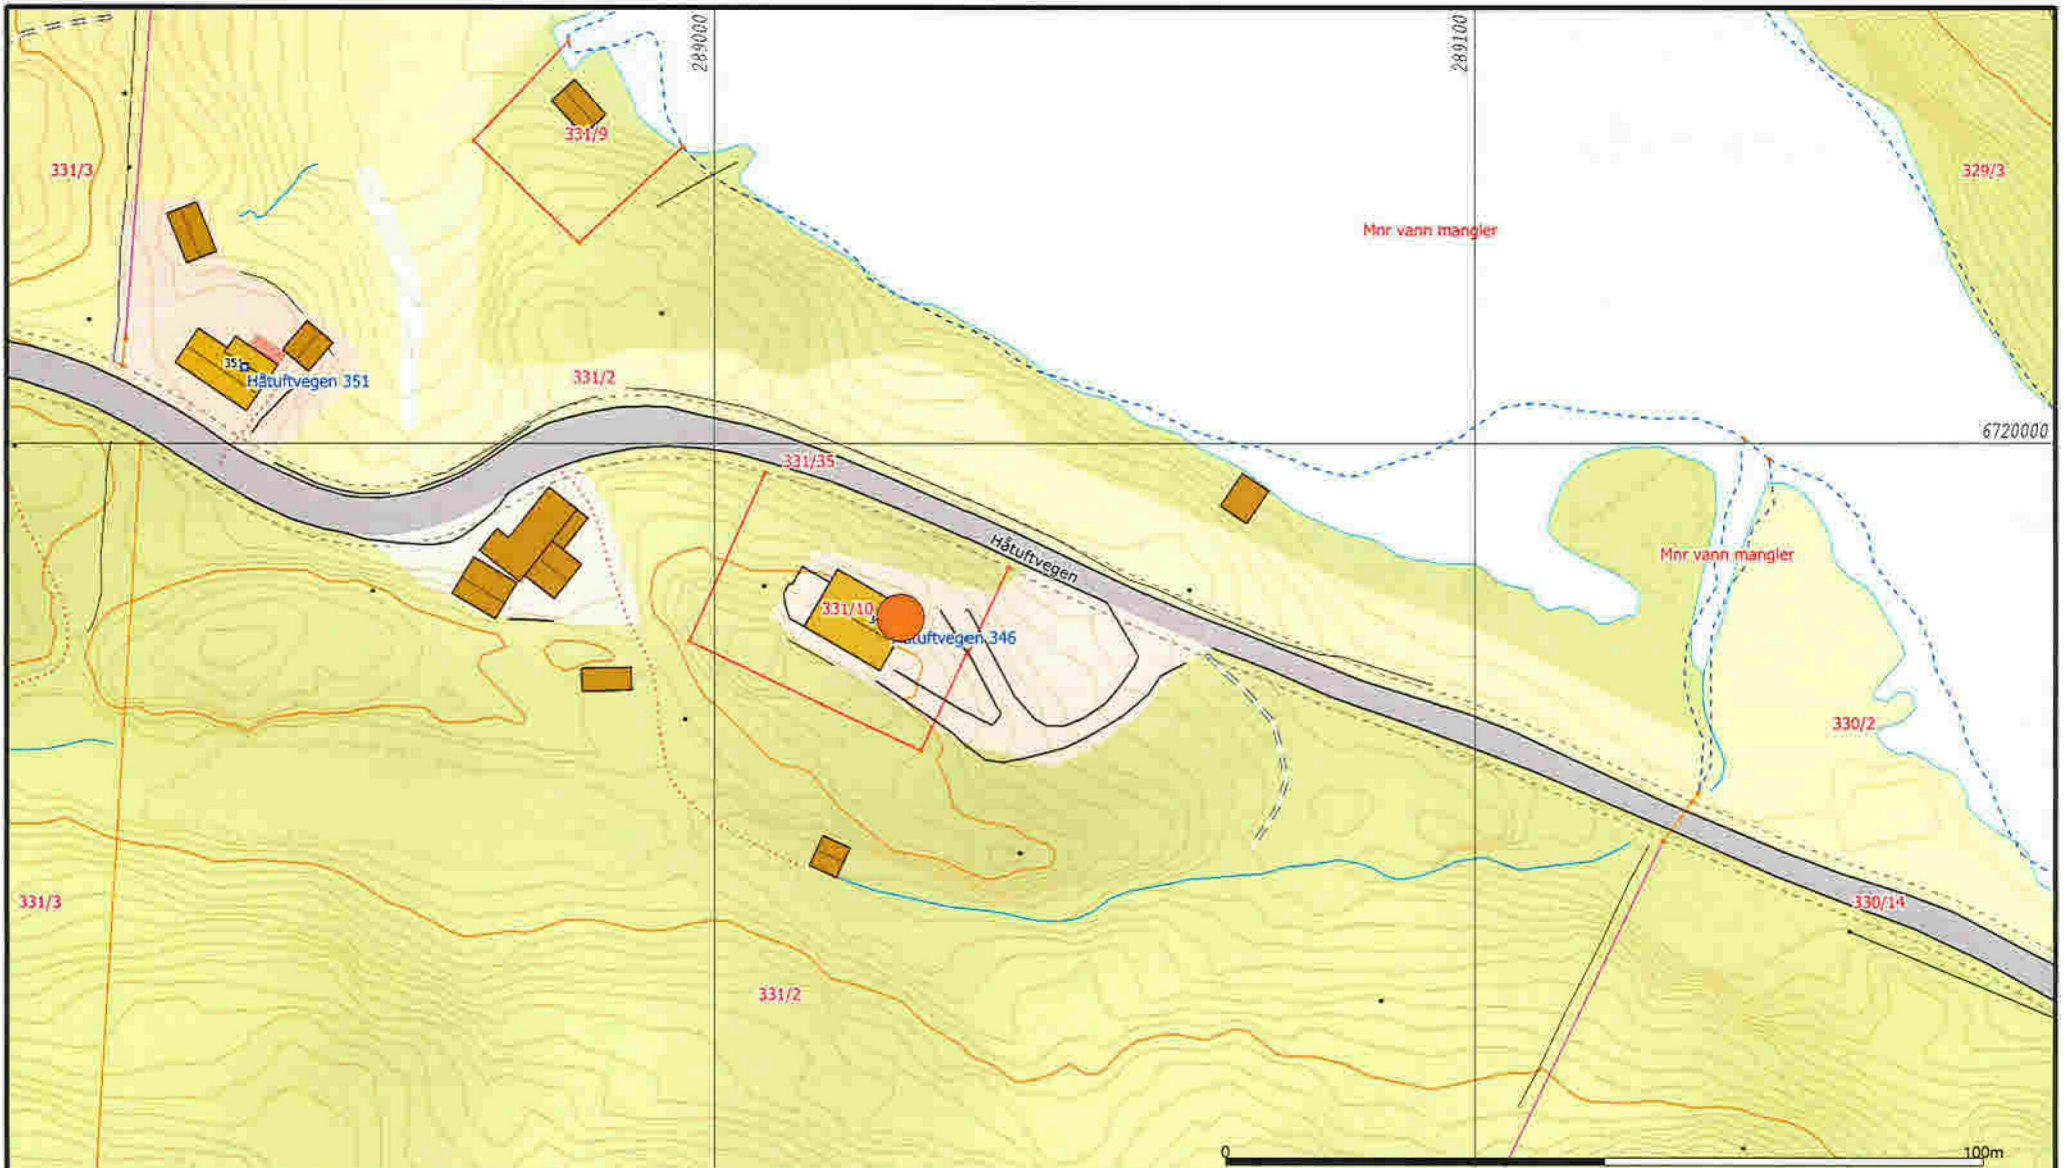 289000
289100
331/9
331/3
329/3
Mnr vann mangler
351
Håtuftvegen 351
331/2
6720000
331/35
Håtuftvegen
Mnr vann mangler
331/10
tuftvegen 346
330/2
331/3
330/14
331/2
0
100m